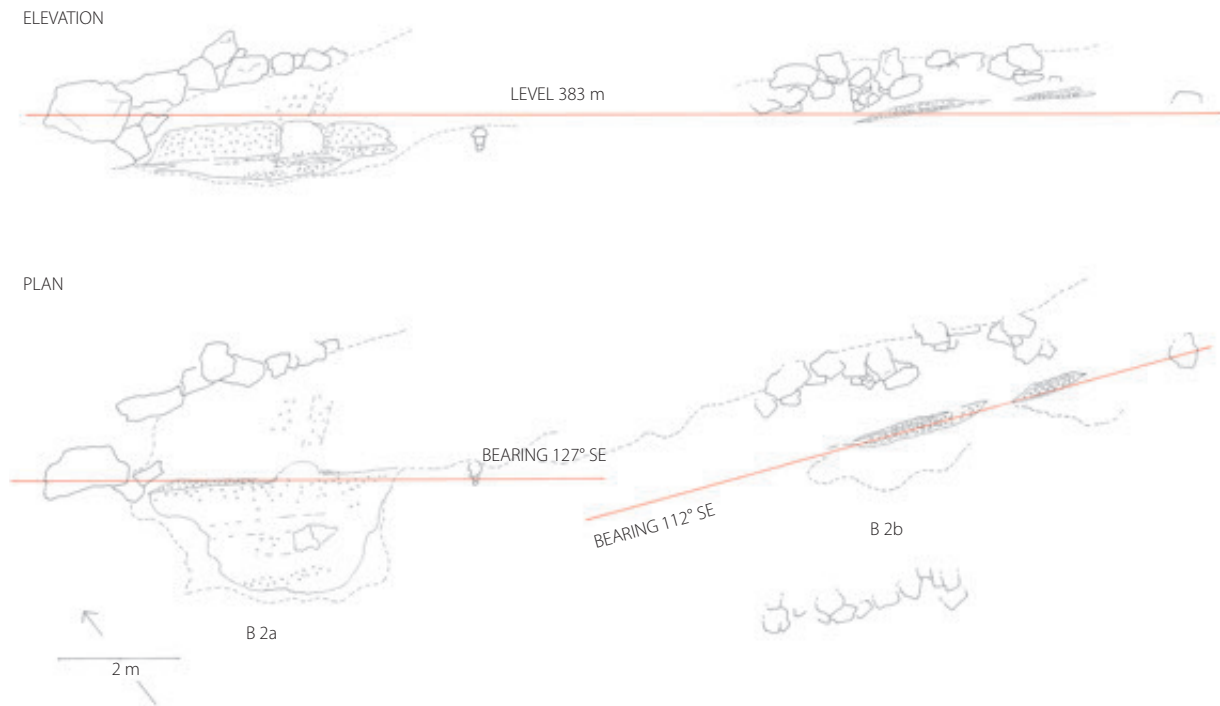 ELEVATION
LEVEL 383 m
PLAN
BEARING 127° SE
BEARING 112° SE
B 2b
B 2a
2 m